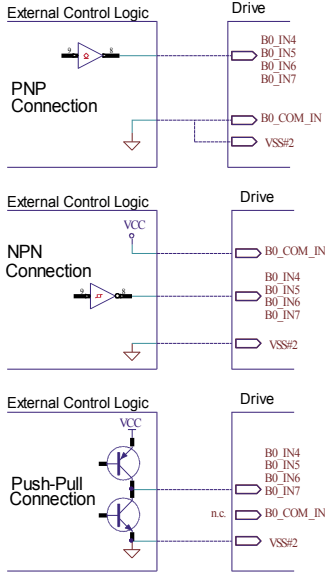 External Control Logic
Drive
9
8
B0_IN4
B0_IN5
B0_IN6
B0_IN7
PNP
Connection
B0_COM_IN
VSS#2
External Control Logic
Drive
VCC
B0_COM_IN
NPN
Connection
9
8
B0_IN4
B0_IN5
B0_IN6
B0_IN7
VSS#2
External Control Logic
Drive
VCC
B0_IN4
B0_IN5
B0_IN6
B0_IN7
Push-Pull
Connection
n.c.
B0_COM_IN
VSS#2